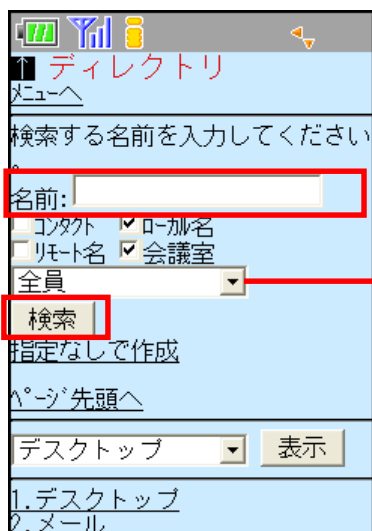 ディレクトリ
ﾒﾆｭｰへ
検索する名前を入力してください
。
名前:
ｺﾝﾀｸﾄ ﾛｰｶﾙ名
ﾘﾓｰﾄ名 会議室
全員
検索
指定なしで作成
ﾍﾟｰｼﾞ先頭へ
デスクトップ 表示
1.デスクトップ
2.メール